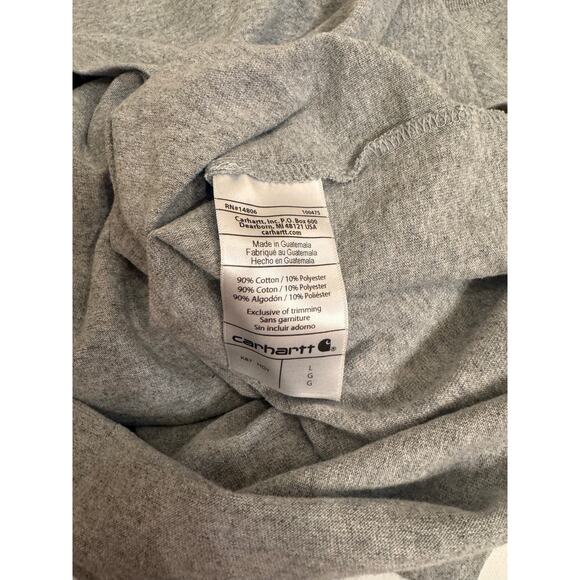 RN#14806 100475
Carhartt, Inc. P.O. Box 600
Dearborn, MI 48121 USA
carhartt.com
Made in Guatemala
Fabriqué au Guatemala
Hecho en Guatemala
90% Cotton / 10% Polyester
90% Coton / 10% Polyester
90% Algodón / 10% Poliéster
Exclusive of trimming
Sans garniture
Sin incluir adorno
carhartt ®
K87 HGY
L
G
G